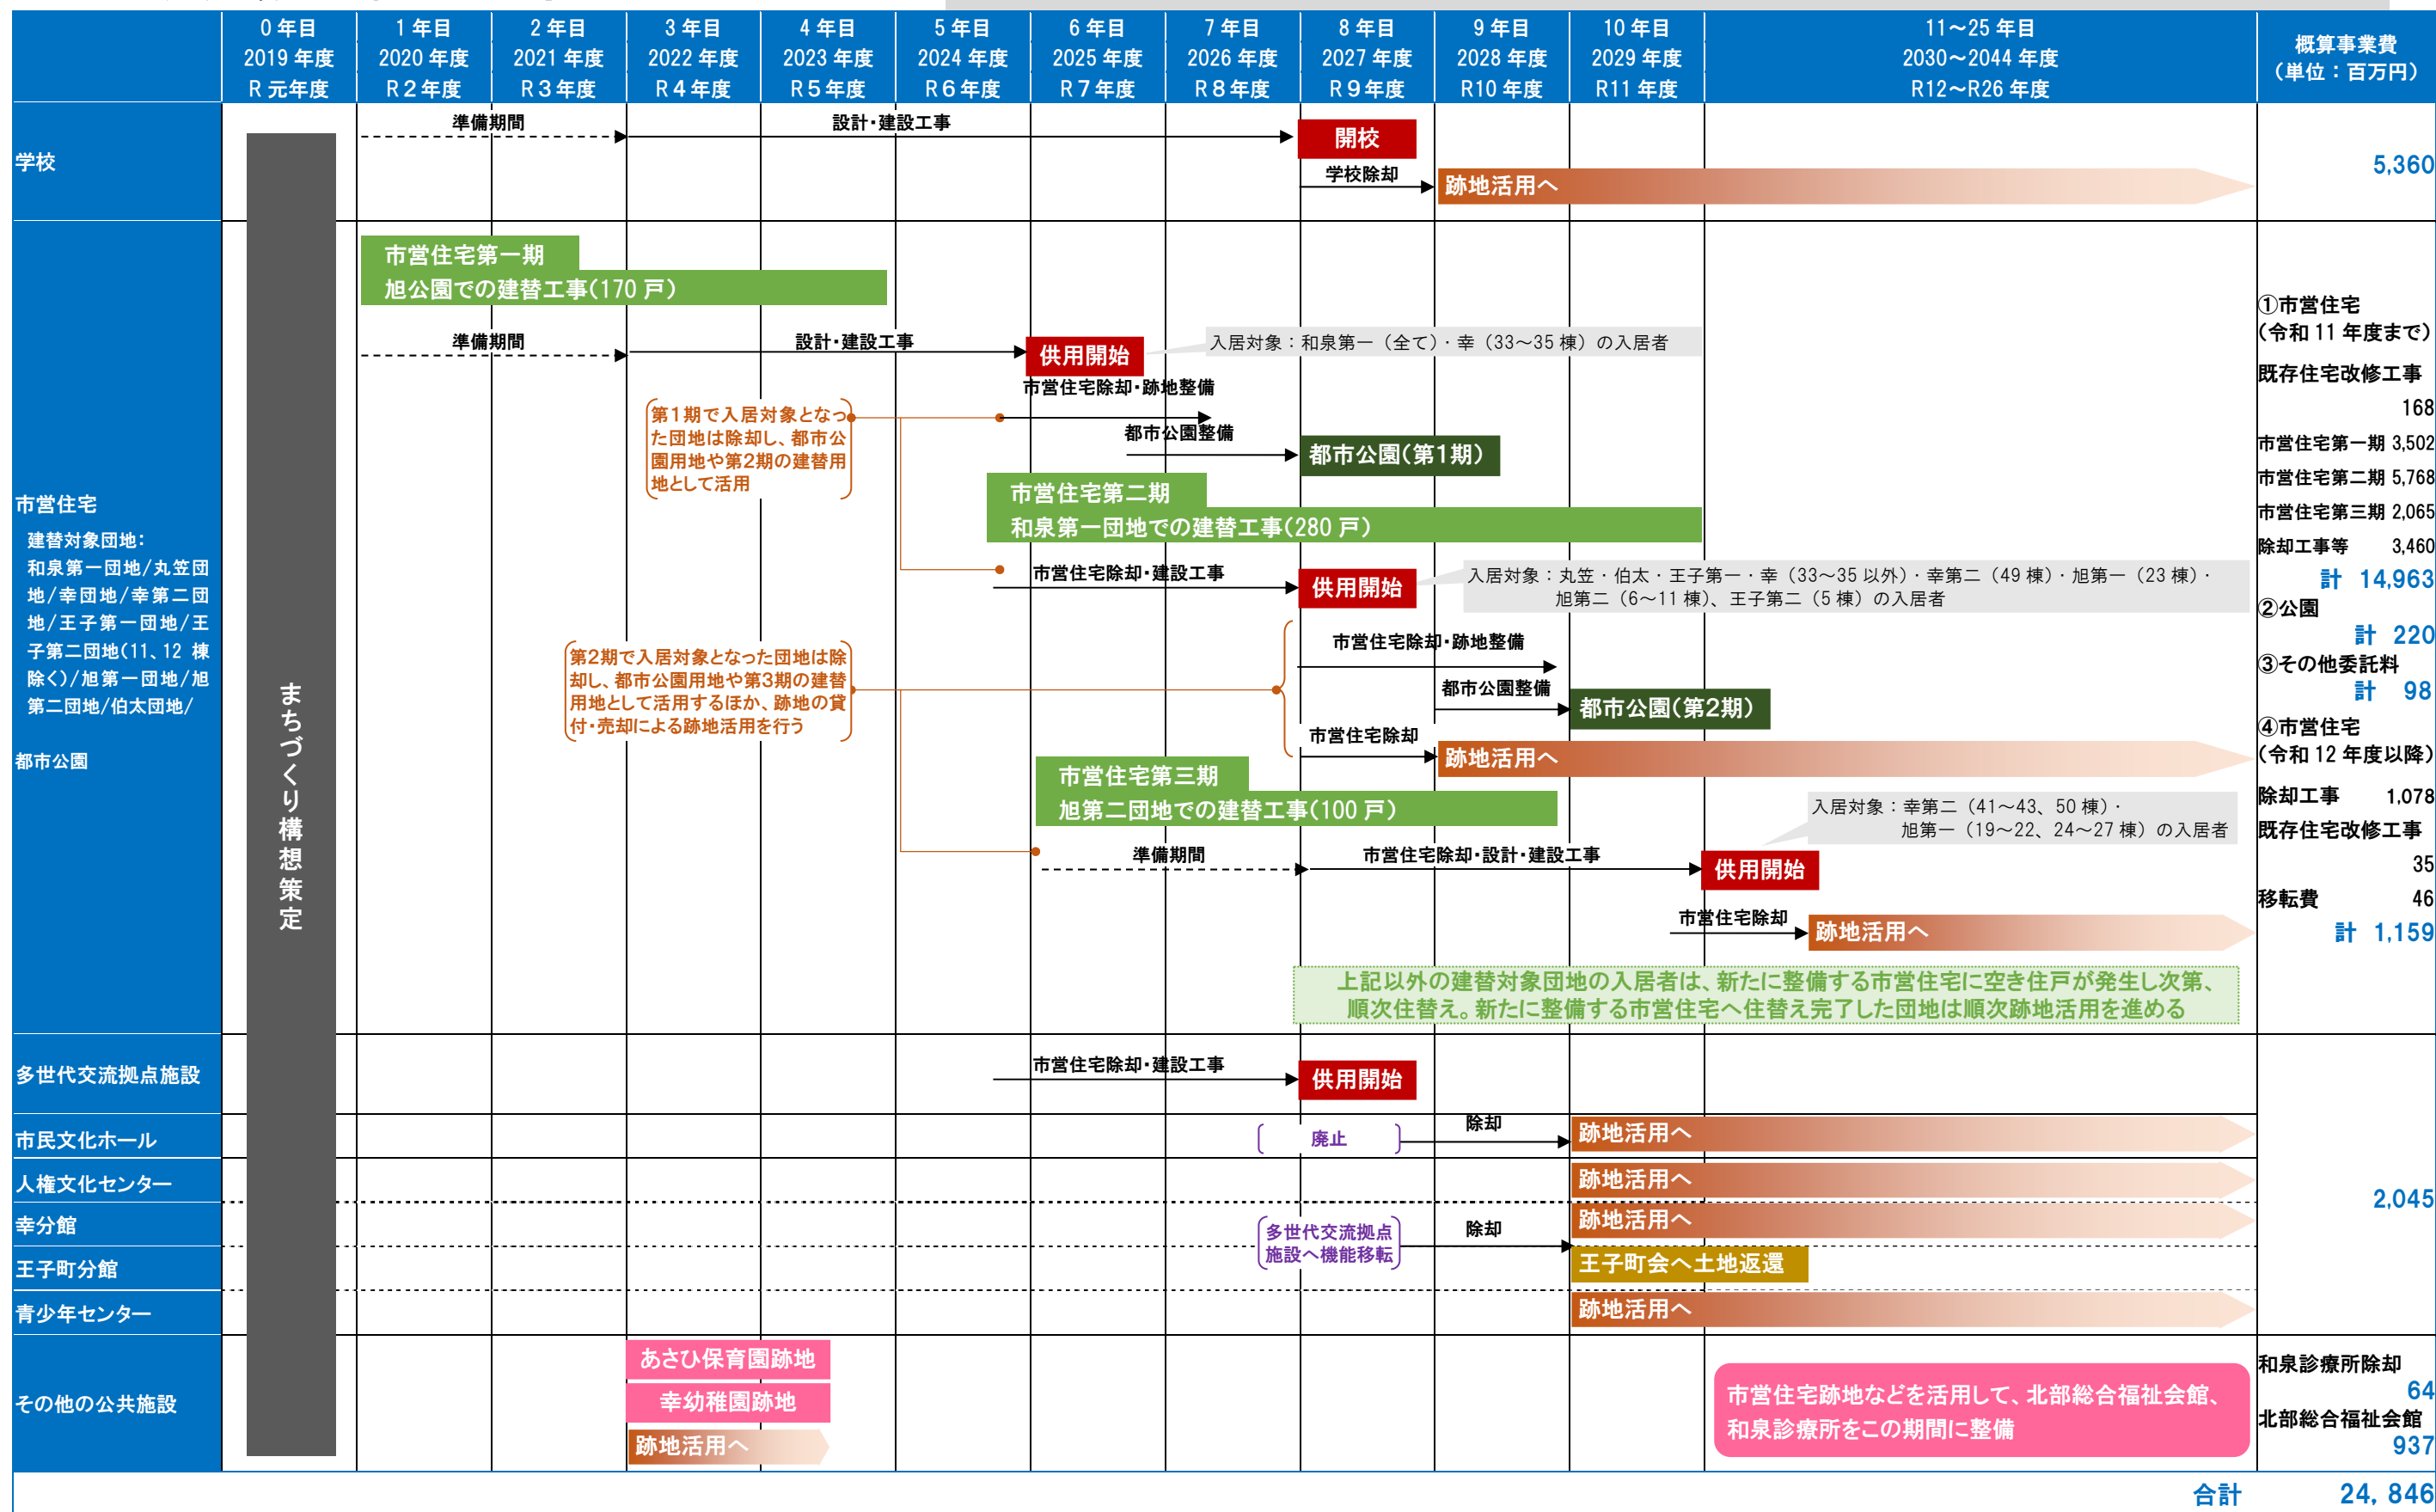 0年目
2019年度
R元年度
1年目
2020年度
R2年度
2年目
2021年度
R3年度
3年目
2022年度
R4年度
4年目
2023年度
R5年度
5年目
2024年度
R6年度
6年目
2025年度
R7年度
7年目
2026年度
R8年度
8年目
2027年度
R9年度
9年目
2028年度
R10年度
10年目
2029年度
R11年度
11～25年目
2030～2044年度
R12～R26年度
概算事業費
（単位：百万円）
まちづくり構想策定
学校
準備期間
設計・建設工事
開校
学校除却
跡地活用へ
5,360
市営住宅
建替対象団地：
和泉第一団地/丸笠団
地/幸団地/幸第二団
地/王子第一団地/王
子第二団地(11、12棟
除く)/旭第一団地/旭
第二団地/伯太団地/
都市公園
市営住宅第一期
旭公園での建替工事(170戸)
準備期間
設計・建設工事
供用開始
入居対象：和泉第一（全て）・幸（33～35棟）の入居者
市営住宅除却・跡地整備
第1期で入居対象となっ
た団地は除却し、都市公
園用地や第2期の建替用
地として活用
都市公園整備
都市公園(第1期)
市営住宅第二期
和泉第一団地での建替工事(280戸)
市営住宅除却・建設工事
供用開始
入居対象：丸笠・伯太・王子第一・幸（33～35以外）・幸第二（49棟）・旭第一（23棟）・
旭第二（6～11棟）、王子第二（5棟）の入居者
市営住宅除却・跡地整備
第2期で入居対象となった団地は除
却し、都市公園用地や第3期の建替
用地として活用するほか、跡地の貸
付・売却による跡地活用を行う
都市公園整備
都市公園(第2期)
市営住宅除却
跡地活用へ
市営住宅第三期
旭第二団地での建替工事(100戸)
入居対象：幸第二（41～43、50棟）・
旭第一（19～22、24～27棟）の入居者
準備期間
市営住宅除却・設計・建設工事
供用開始
市営住宅除却
跡地活用へ
上記以外の建替対象団地の入居者は、新たに整備する市営住宅に空き住戸が発生し次第、
順次住替え。新たに整備する市営住宅へ住替え完了した団地は順次跡地活用を進める
①市営住宅
(令和11年度まで)
既存住宅改修工事
168
市営住宅第一期 3,502
市営住宅第二期 5,768
市営住宅第三期 2,065
除却工事等 3,460
計 14,963
②公園
計 220
③その他委託料
計 98
④市営住宅
(令和12年度以降)
除却工事 1,078
既存住宅改修工事
35
移転費 46
計 1,159
多世代交流拠点施設
市営住宅除却・建設工事
供用開始
市民文化ホール
廃止
除却
跡地活用へ
人権文化センター
跡地活用へ
幸分館
跡地活用へ
多世代交流拠点
施設へ機能移転
除却
王子町分館
王子町会へ土地返還
青少年センター
跡地活用へ
2,045
その他の公共施設
あさひ保育園跡地
幸幼稚園跡地
跡地活用へ
市営住宅跡地などを活用して、北部総合福祉会館、
和泉診療所をこの期間に整備
和泉診療所除却
64
北部総合福祉会館
937
合計 24,846